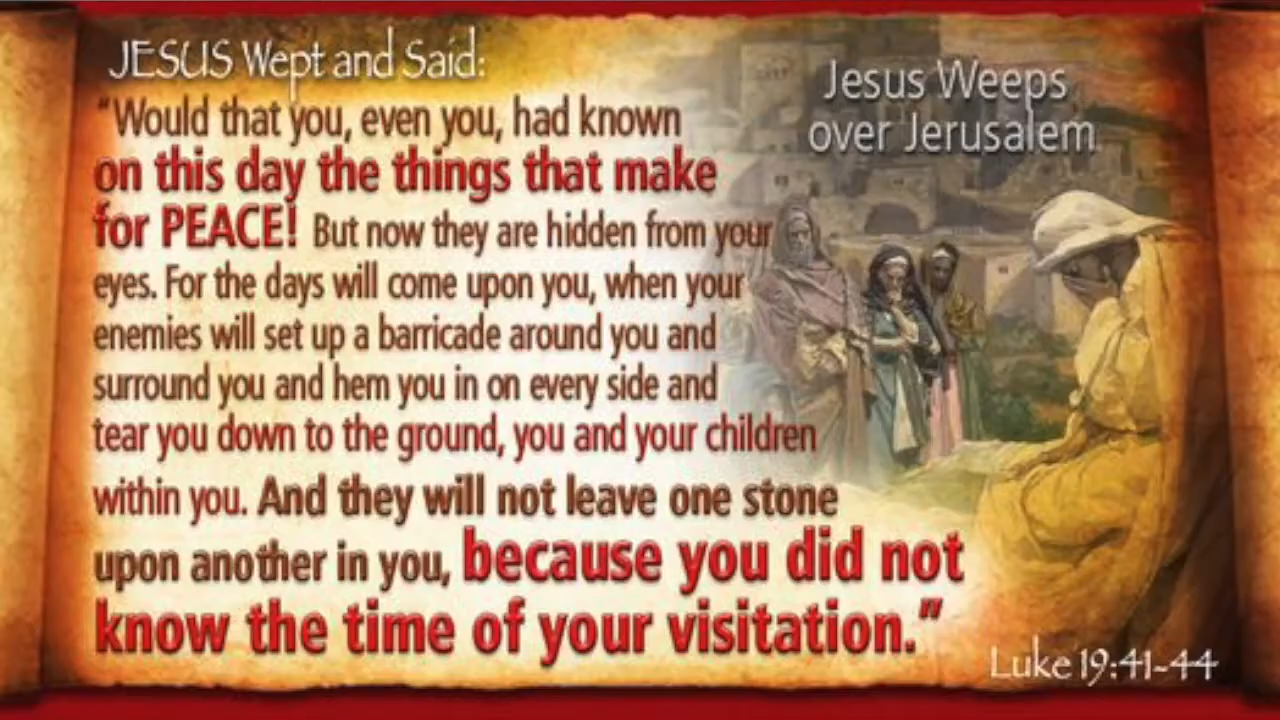 JESUS Wept and Said:
"Would that you, even you, had known
on this day the things that make
for PEACE! But now they are hidden from your
eyes. For the days will come upon you, when your
enemies will set up a barricade around you and
surround you and hem you in on every side and
tear you down to the ground, you and your children
within you. And they will not leave one stone
upon another in you, because you did not
know the time of your visitation."
Jesus Weeps
over Jerusalem
Luke 19:41-44